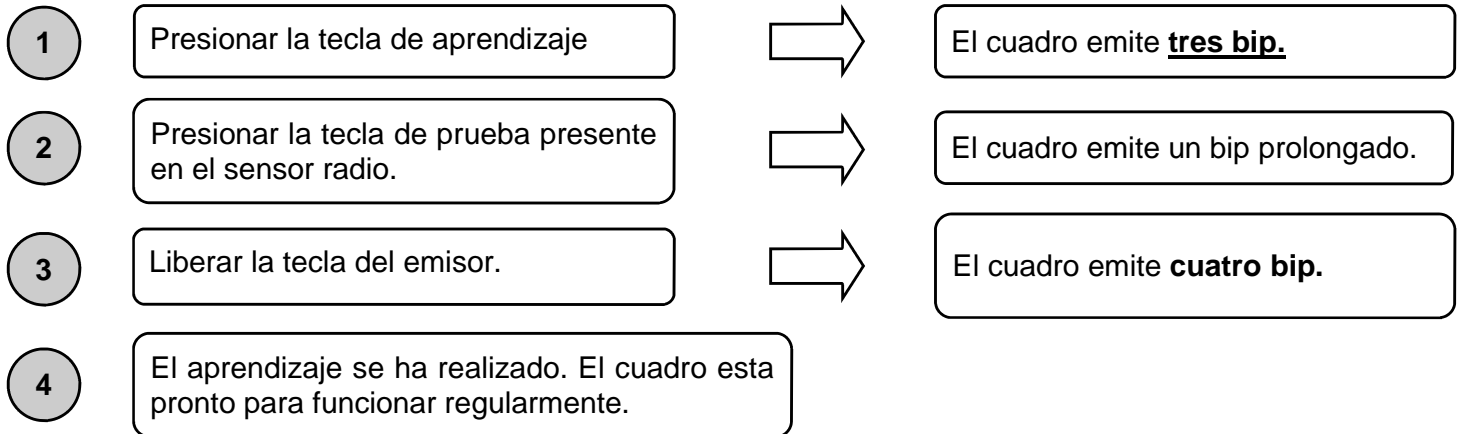 1
Presionar la tecla de aprendizaje
El cuadro emite tres bip.
2
Presionar la tecla de prueba presente
en el sensor radio.
El cuadro emite un bip prolongado.
3
Liberar la tecla del emisor.
El cuadro emite cuatro bip.
4
El aprendizaje se ha realizado. El cuadro esta
pronto para funcionar regularmente.